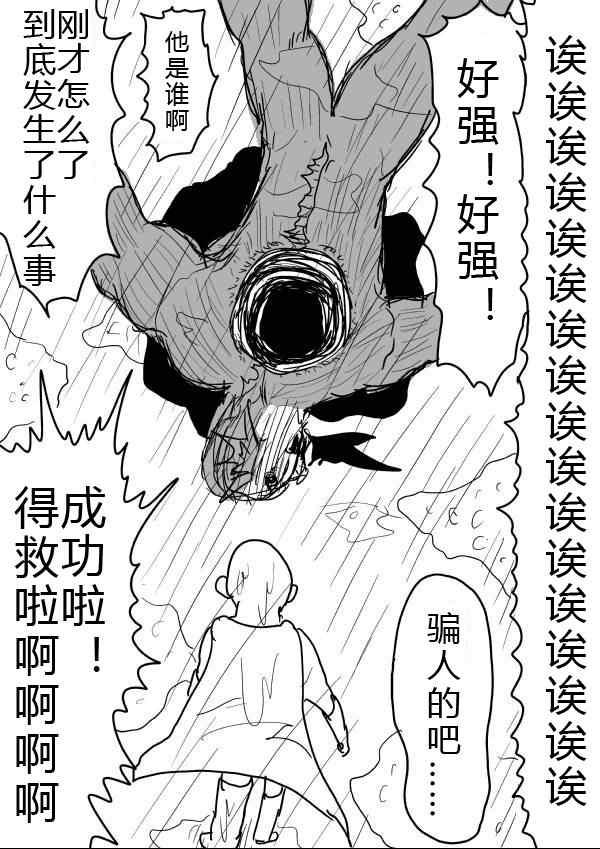 诶诶诶诶诶诶诶诶诶诶诶诶诶诶诶诶诶
好强！好强！
他是谁啊
刚才怎么了
到底发生了什么事
骗人的吧……
成功啦！
得救啦啊啊啊啊